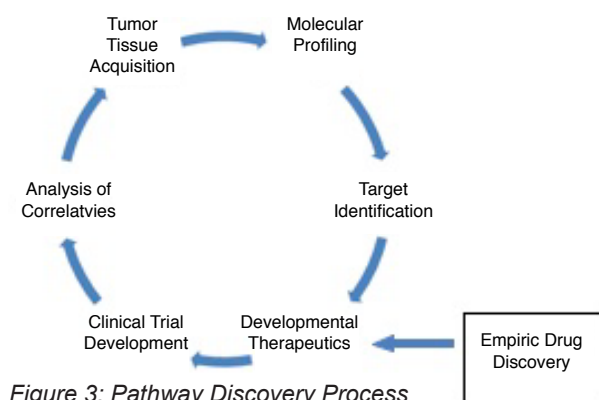 Tumor
Tissue
Acquisition
Molecular
Profiling
Target
Identification
Developmental
Therapeutics
Empiric Drug
Discovery
Clinical Trial
Development
Analysis of
Correlatvies
Figure 3: Pathway Discovery Process